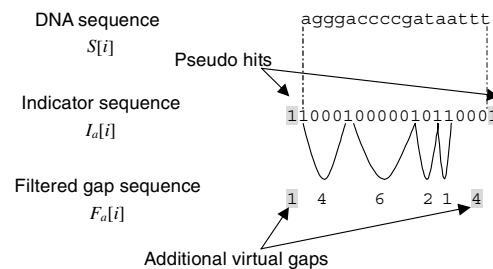 DNA sequence agggaccccgataattt
S[i]
Pseudo hits
Indicator sequence 1100010000010110001
Iₐ[i]
Filtered gap sequence 1 4 6 2 1 4
Fₐ[i]
Additional virtual gaps